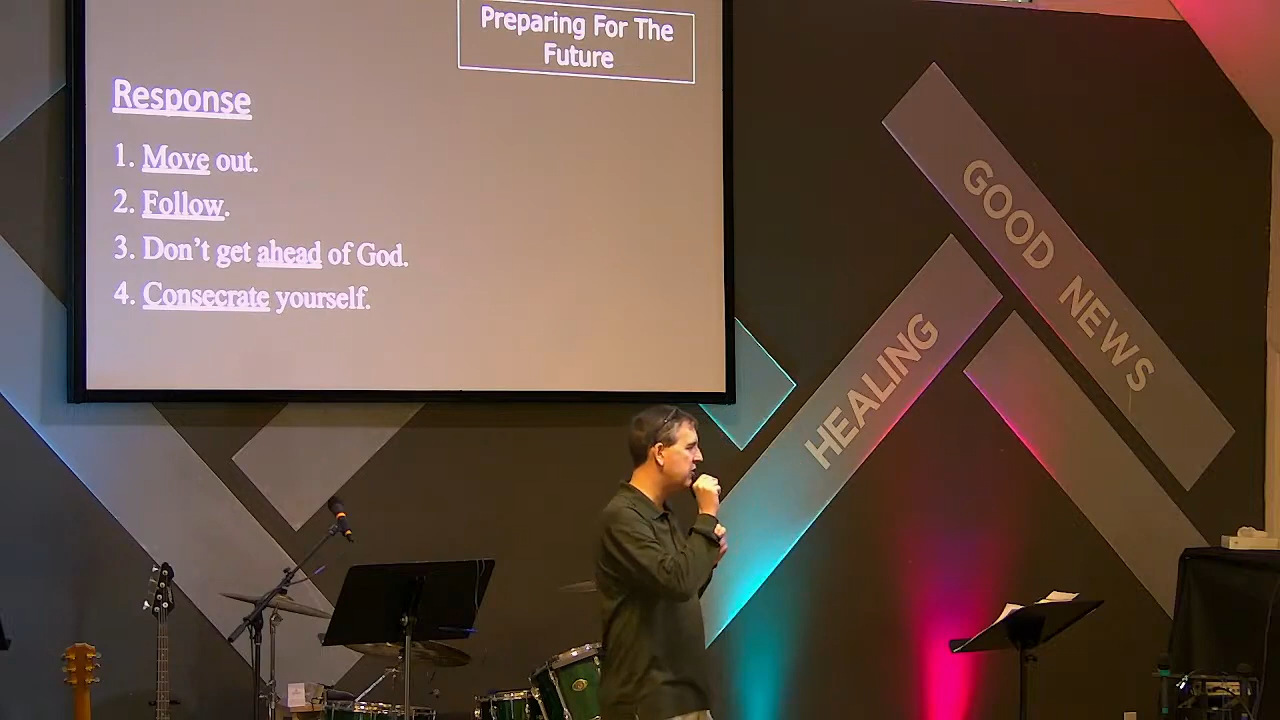 Preparing For The
Future
Response
1. Move out.
2. Follow.
3. Don't get ahead of God.
4. Consecrate yourself.
GOOD NEWS
HEALING